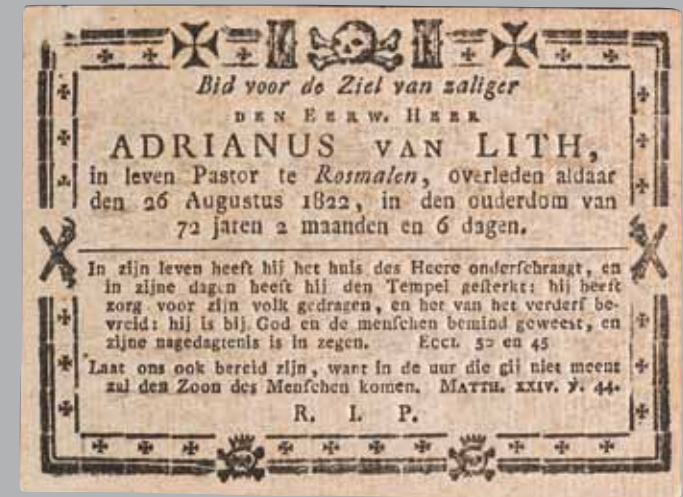 Bid voor de Ziel van zaliger
DEN EERW. HEER
ADRIANUS VAN LITH,
in leven Pastor te Rosmalen, overleden aldaar
den 26 Augustus 1822, in den ouderdom van
72 jaren 2 maanden en 6 dagen.
In zijn leven heeft hij het huis des Heere onderschraagt, en
in zijne dagen heeft hij den Tempel gesterkt: hij heeft
zorg voor zijn volk gedragen, en het van het verderf be-
vreid: hij is bij God en de menschen bemind geweest, en
zijne nagedagtenis is in zegen. ECCL. 50 en 45
Laat ons ook bereid zijn, want in de uur die gij niet meent
zal den Zoon des Menschen komen. MATTH. XXIV. ℣. 44.
R. I. P.